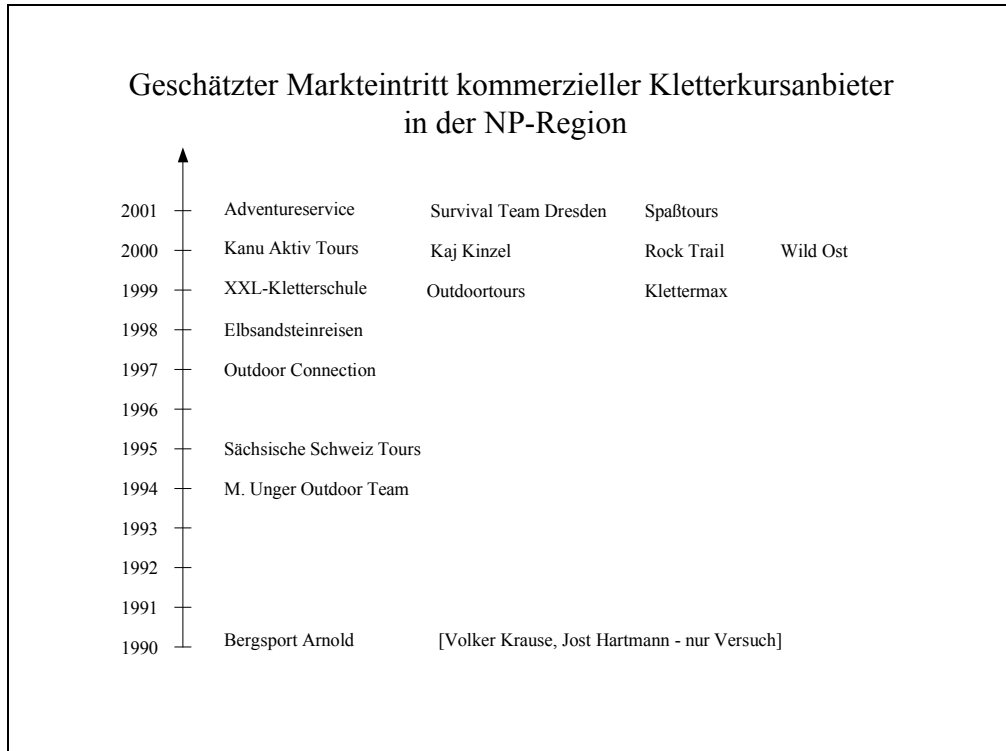 Geschätzter Markteintritt kommerzieller Kletterkursanbieter
in der NP-Region
2001 Adventureservice Survival Team Dresden Spaßtours
2000 Kanu Aktiv Tours Kaj Kinzel Rock Trail Wild Ost
1999 XXL-Kletterschule Outdoortours Klettermax
1998 Elbsandsteinreisen
1997 Outdoor Connection
1996
1995 Sächsische Schweiz Tours
1994 M. Unger Outdoor Team
1993
1992
1991
1990 Bergsport Arnold [Volker Krause, Jost Hartmann - nur Versuch]